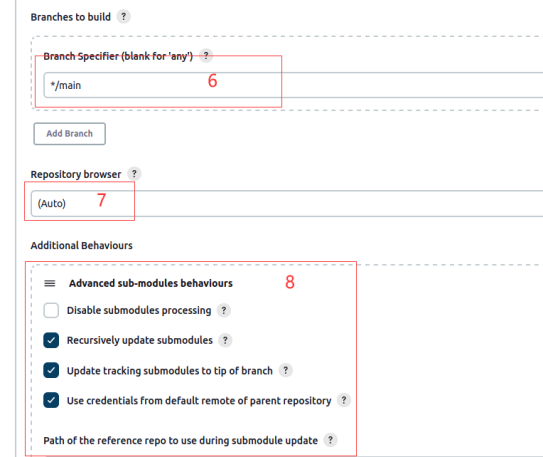 Branches to build ?
Branch Specifier (blank for 'any') ?
*/main 6
Add Branch
Repository browser ?
(Auto) 7
Additional Behaviours
Advanced sub-modules behaviours 8
Disable submodules processing ?
Recursively update submodules ?
Update tracking submodules to tip of branch ?
Use credentials from default remote of parent repository ?
Path of the reference repo to use during submodule update ?